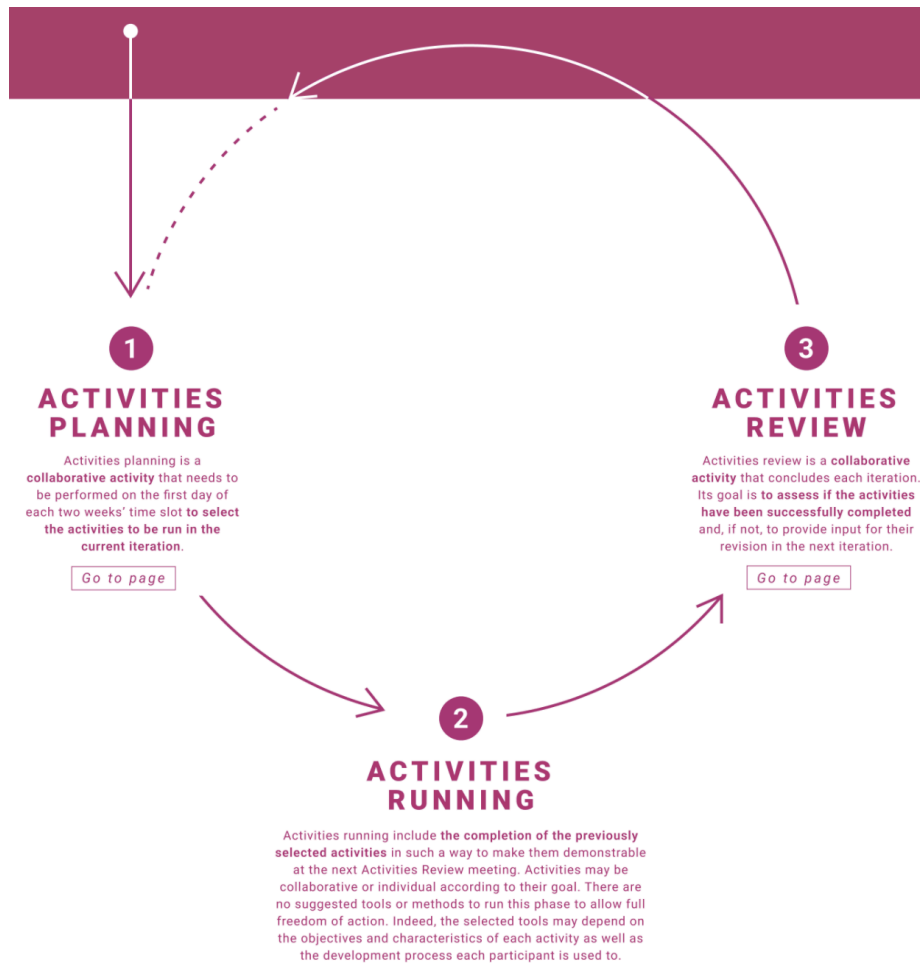 1
ACTIVITIES
PLANNING
Activities planning is a
collaborative activity that needs to
be performed on the first day of
each two weeks' time slot to select
the activities to be run in the
current iteration.
Go to page
3
ACTIVITIES
REVIEW
Activities review is a collaborative
activity that concludes each iteration.
Its goal is to assess if the activities
have been successfully completed
and, if not, to provide input for their
revision in the next iteration.
Go to page
2
ACTIVITIES
RUNNING
Activities running include the completion of the previously
selected activities in such a way to make them demonstrable
at the next Activities Review meeting. Activities may be
collaborative or individual according to their goal. There are
no suggested tools or methods to run this phase to allow full
freedom of action. Indeed, the selected tools may depend on
the objectives and characteristics of each activity as well as
the development process each participant is used to.